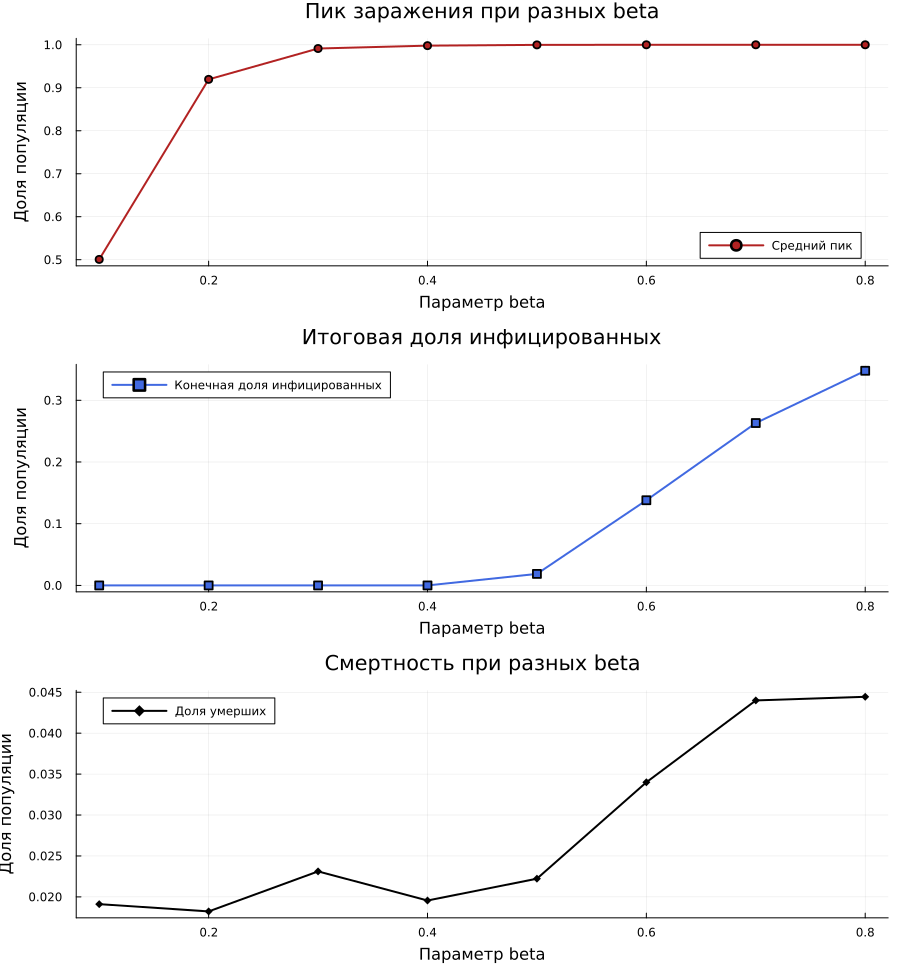 Пик заражения при разных beta
1.0
0.9
0.8
0.7
0.6
0.5
Доля популяции
Средний пик
0.2 0.4 0.6 0.8
Параметр beta
Итоговая доля инфицированных
Конечная доля инфицированных
0.3
0.2
0.1
0.0
Доля популяции
0.2 0.4 0.6 0.8
Параметр beta
Смертность при разных beta
0.045
Доля умерших
0.040
0.035
0.030
0.025
0.020
Доля популяции
0.2 0.4 0.6 0.8
Параметр beta